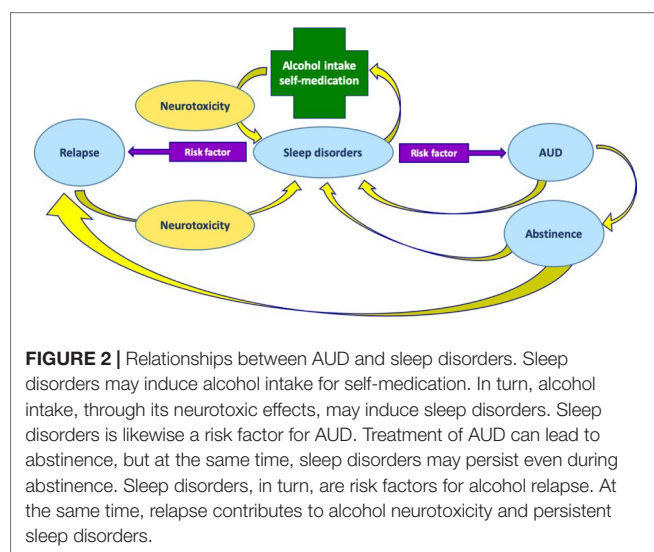 Alcohol intake
self-medication
Neurotoxicity
Relapse
Risk factor
Sleep disorders
Risk factor
AUD
Neurotoxicity
Abstinence
FIGURE 2 | Relationships between AUD and sleep disorders. Sleep
disorders may induce alcohol intake for self-medication. In turn, alcohol
intake, through its neurotoxic effects, may induce sleep disorders. Sleep
disorders is likewise a risk factor for AUD. Treatment of AUD can lead to
abstinence, but at the same time, sleep disorders may persist even during
abstinence. Sleep disorders, in turn, are risk factors for alcohol relapse. At
the same time, relapse contributes to alcohol neurotoxicity and persistent
sleep disorders.